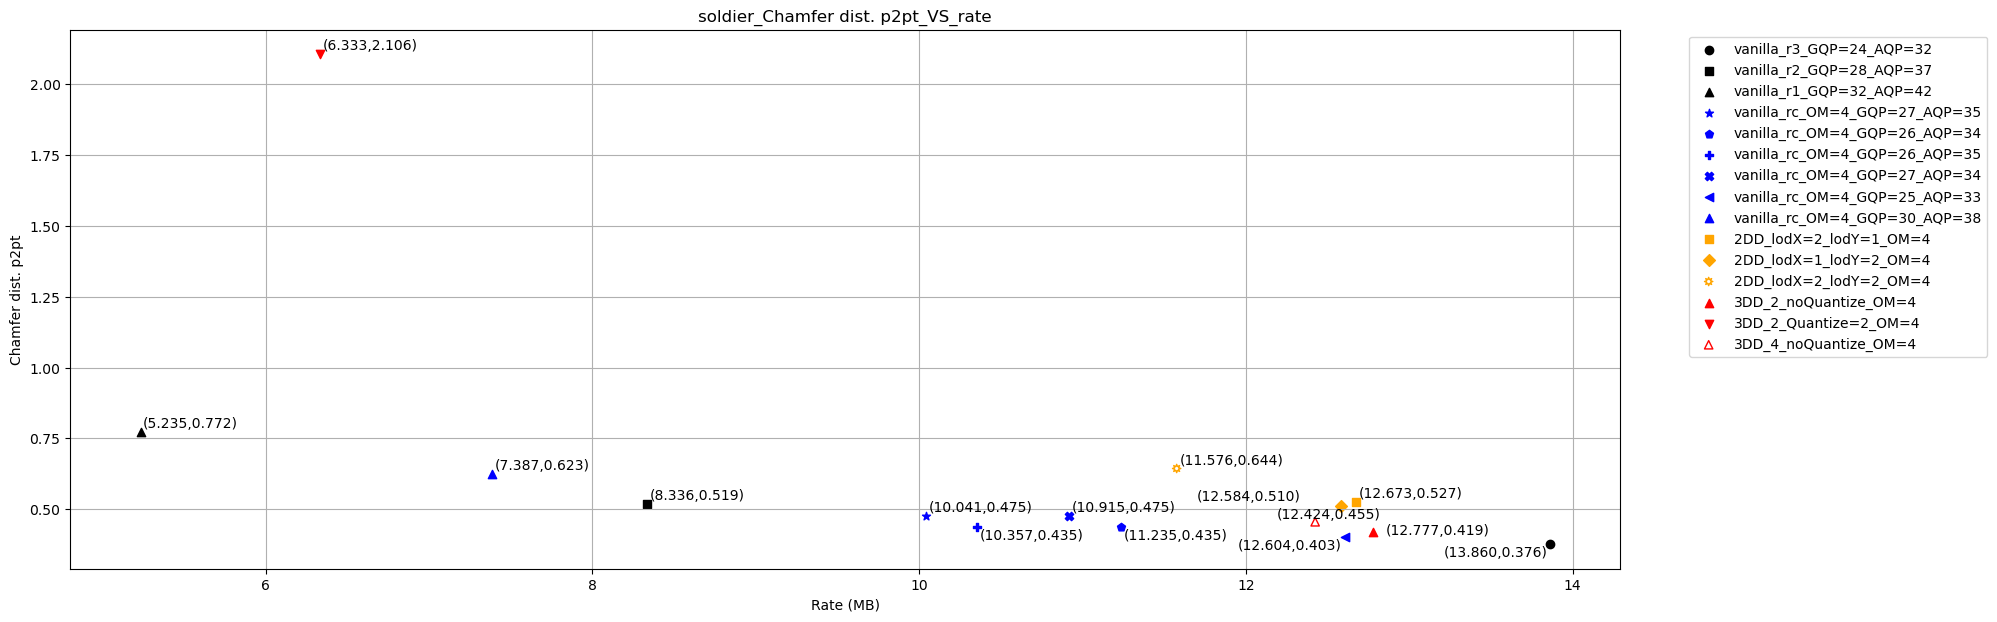 soldier_Chamfer dist. p2pt_VS_rate
Chamfer dist. p2pt
2.00
1.75
1.50
1.25
1.00
0.75
0.50
(6.333,2.106)
(5.235,0.772)
(7.387,0.623)
(8.336,0.519)
(10.041,0.475)
(10.357,0.435)
(10.915,0.475)
(11.235,0.435)
(11.576,0.644)
(12.584,0.510)
(12.673,0.527)
(12.424,0.455)
(12.777,0.419)
(12.604,0.403)
(13.860,0.376)
6
8
10
12
14
Rate (MB)
vanilla_r3_GQP=24_AQP=32
vanilla_r2_GQP=28_AQP=37
vanilla_r1_GQP=32_AQP=42
vanilla_rc_OM=4_GQP=27_AQP=35
vanilla_rc_OM=4_GQP=26_AQP=34
vanilla_rc_OM=4_GQP=26_AQP=35
vanilla_rc_OM=4_GQP=27_AQP=34
vanilla_rc_OM=4_GQP=25_AQP=33
vanilla_rc_OM=4_GQP=30_AQP=38
2DD_lodX=2_lodY=1_OM=4
2DD_lodX=1_lodY=2_OM=4
2DD_lodX=2_lodY=2_OM=4
3DD_2_noQuantize_OM=4
3DD_2_Quantize=2_OM=4
3DD_4_noQuantize_OM=4